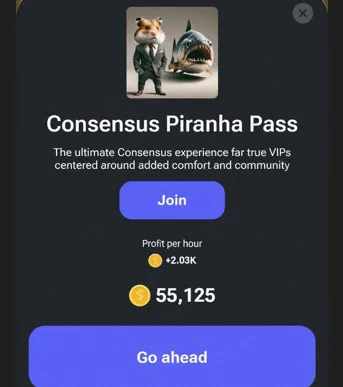 Consensus Piranha Pass
The ultimate Consensus experience far true VIPs
centered around added comfort and community
Join
Profit per hour
+2.03K
55,125
Go ahead